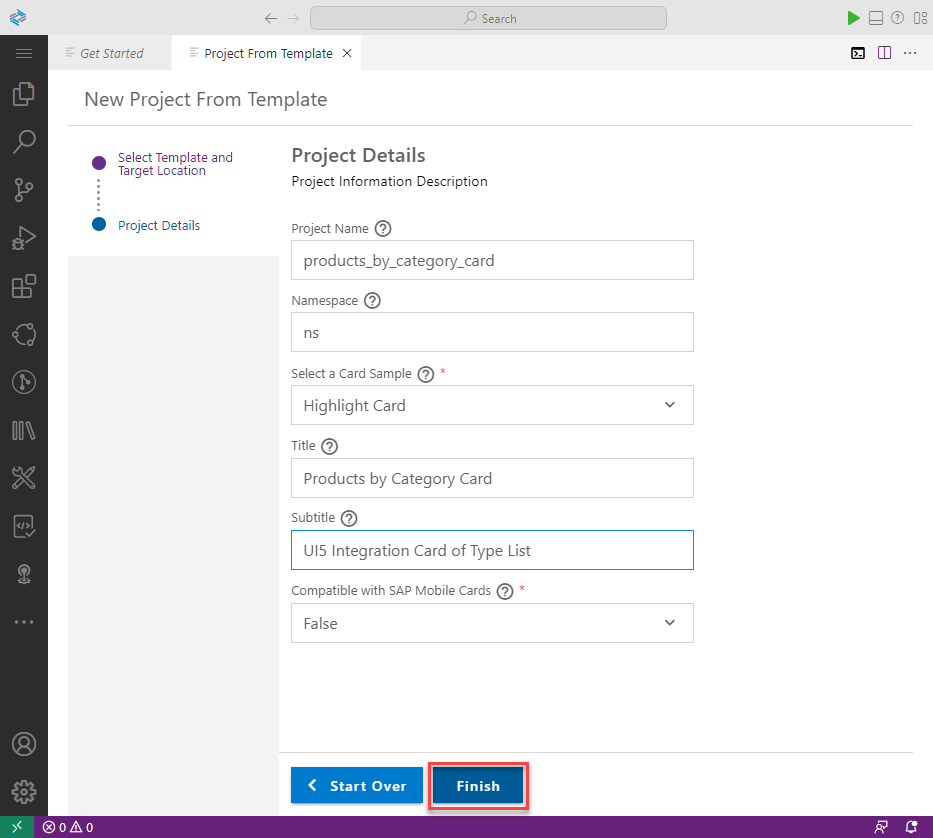 Search
Get Started
Project From Template
New Project From Template
Select Template and
Target Location
Project Details
Project Details
Project Information Description
Project Name
products_by_category_card
Namespace
ns
Select a Card Sample *
Highlight Card
Title
Products by Category Card
Subtitle
UI5 Integration Card of Type List
Compatible with SAP Mobile Cards *
False
Start Over
Finish
0 0